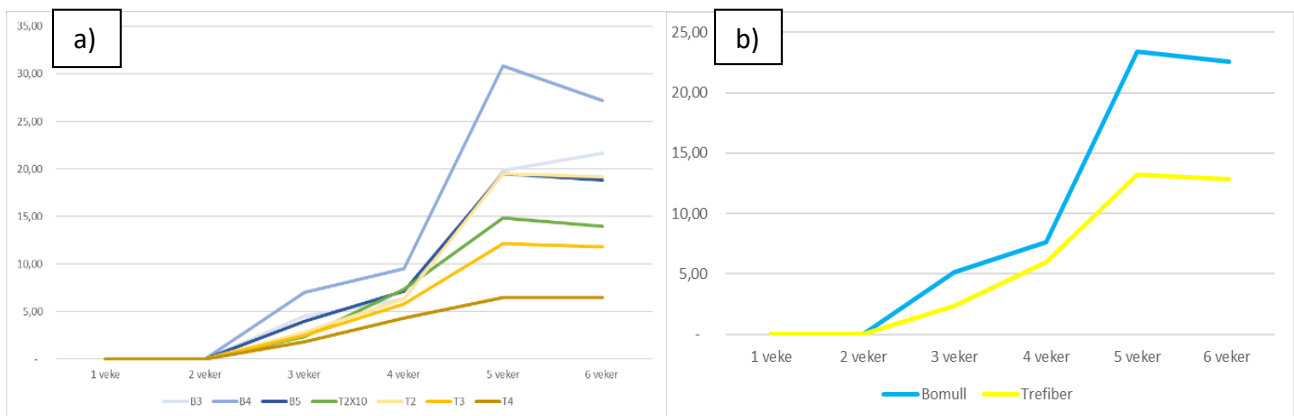 a)
35,00
30,00
25,00
20,00
15,00
10,00
5,00
-
1 veke 2 veker 3 veker 4 veker 5 veker 6 veker
B3 B4 B5 T2X10 T2 T3 T4
b)
25,00
20,00
15,00
10,00
5,00
-
1 veke 2 veker 3 veker 4 veker 5 veker 6 veker
Bomull Trefiber